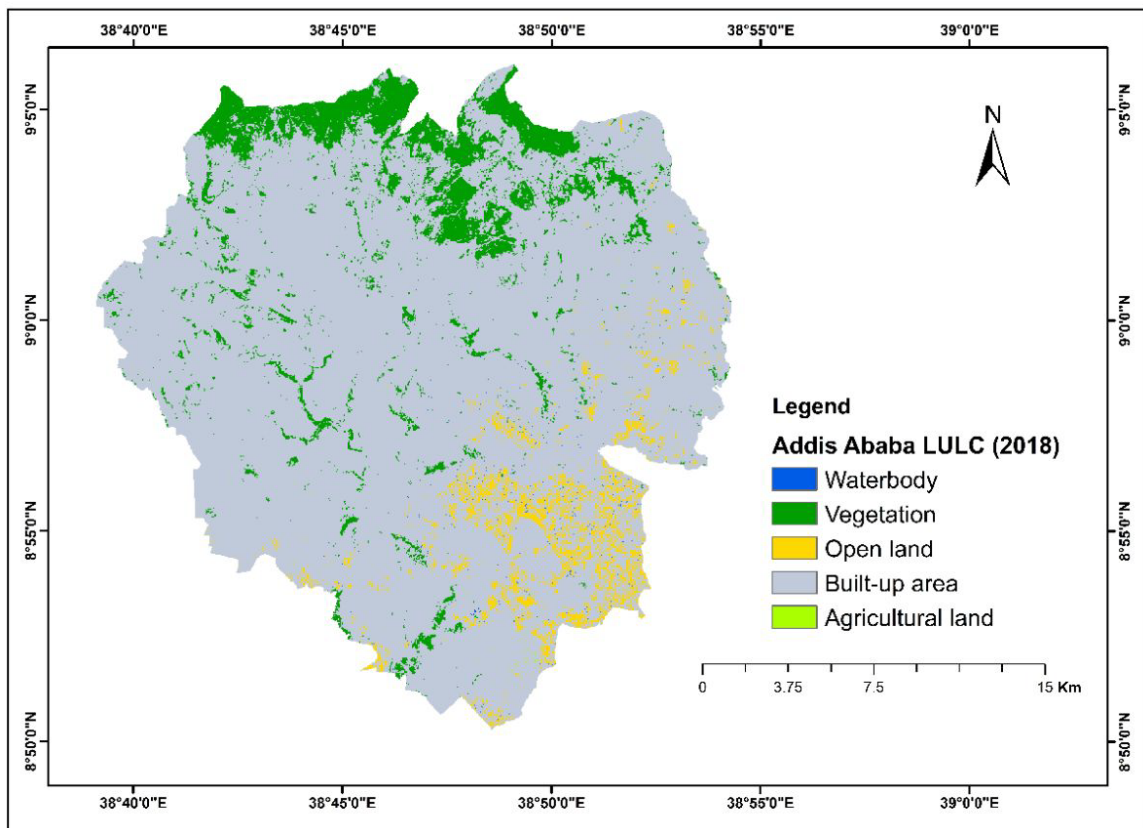 38°40'0"E 38°45'0"E 38°50'0"E 38°55'0"E 39°0'0"E
9°5'0"N 9°5'0"N
N
9°0'0"N 9°0'0"N
Legend
Addis Ababa LULC (2018)
Waterbody
Vegetation
8°55'0"N 8°55'0"N
Open land
Built-up area
Agricultural land
0 3.75 7.5 15 Km
8°50'0"N 8°50'0"N
38°40'0"E 38°45'0"E 38°50'0"E 38°55'0"E 39°0'0"E